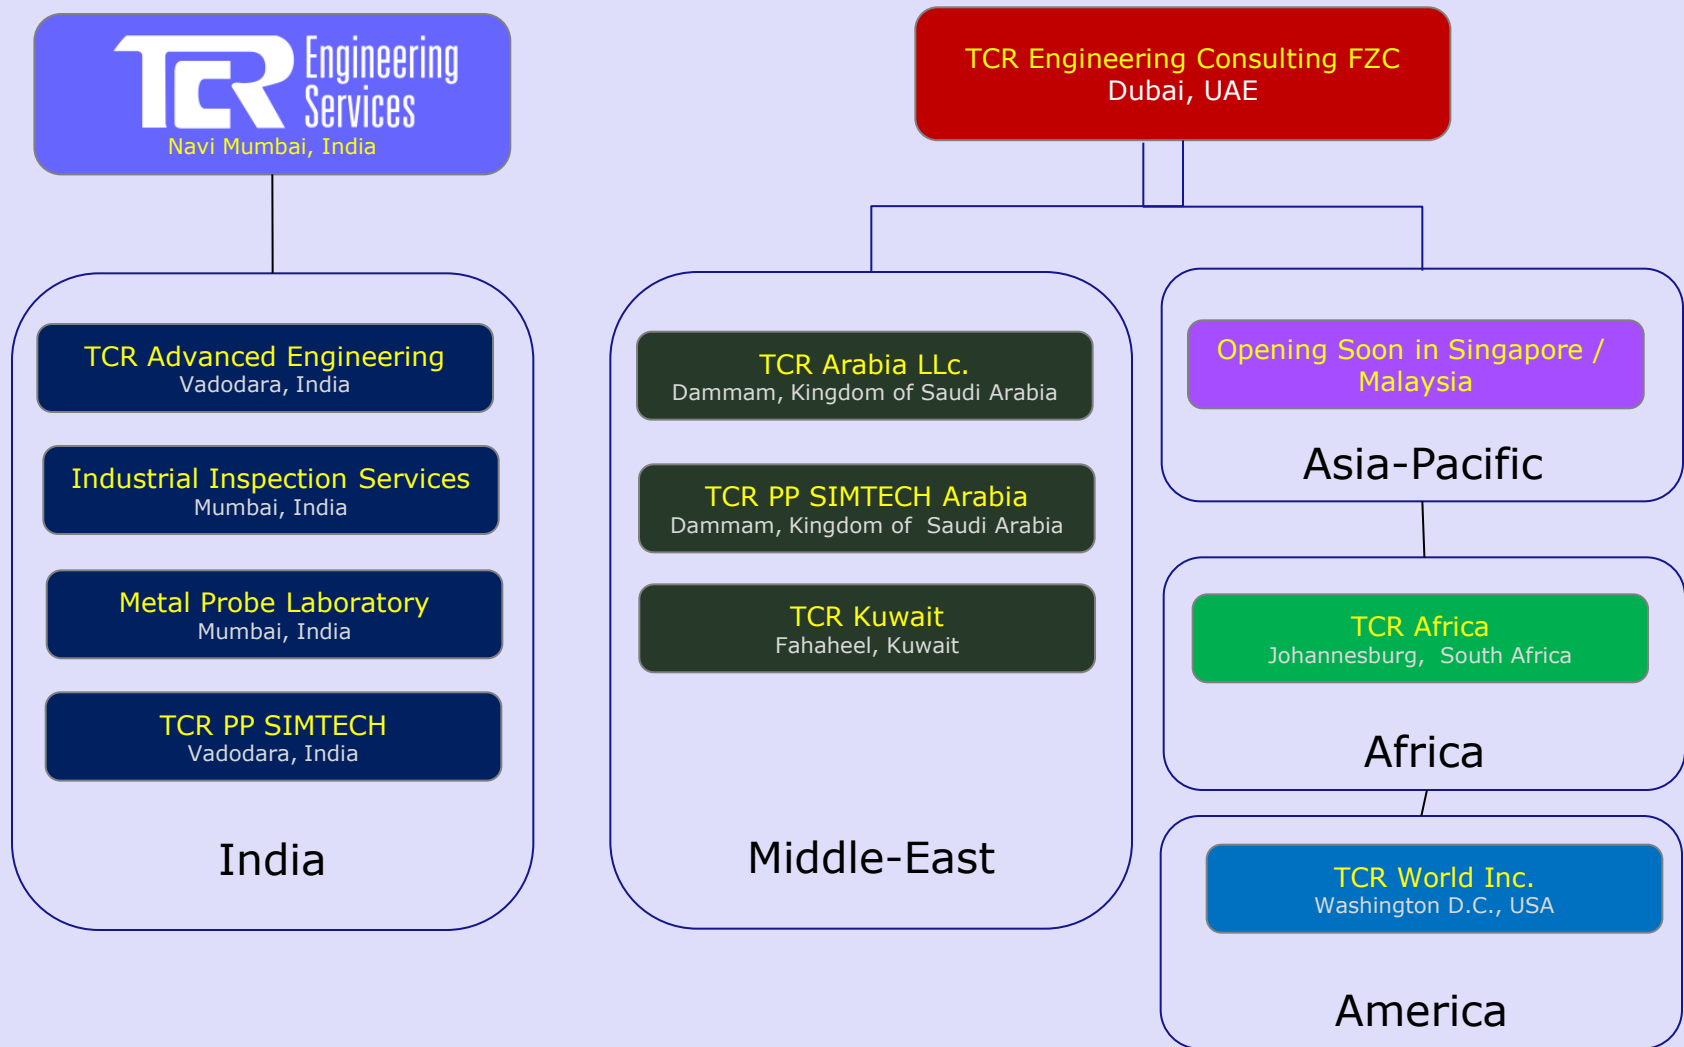 TCR Engineering
Services
Navi Mumbai, India
TCR Engineering Consulting FZC
Dubai, UAE
TCR Advanced Engineering
Vadodara, India
Industrial Inspection Services
Mumbai, India
Metal Probe Laboratory
Mumbai, India
TCR PP SIMTECH
Vadodara, India
India
TCR Arabia LLc.
Dammam, Kingdom of Saudi Arabia
TCR PP SIMTECH Arabia
Dammam, Kingdom of  Saudi Arabia
TCR Kuwait
Fahaheel, Kuwait
Middle-East
Opening Soon in Singapore /
Malaysia
Asia-Pacific
TCR Africa
Johannesburg,  South Africa
Africa
TCR World Inc.
Washington D.C., USA
America